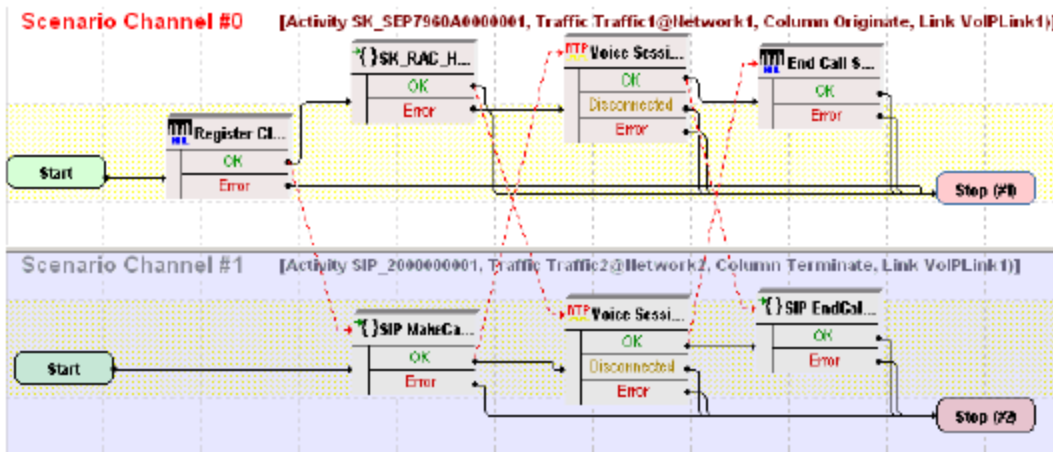 Scenario Channel #0 [Activity SK_SEP7960A0000001, Traffic Traffic1@Network1, Column Originate, Link VoIPLink1)]
{}SK_RAC_H...
OK
Error
RTP Voice Sessi...
OK
Disconnected
Error
End Call S...
OK
Error
Register Cl...
OK
Error
Start
Stop (#1)
Scenario Channel #1 [Activity SIP_2000000001, Traffic Traffic2@Network2, Column Terminate, Link VoIPLink1)]
{}SIP MakeCa...
OK
Error
RTP Voice Sessi...
OK
Disconnected
Error
{}SIP EndCal...
OK
Error
Start
Stop (#2)